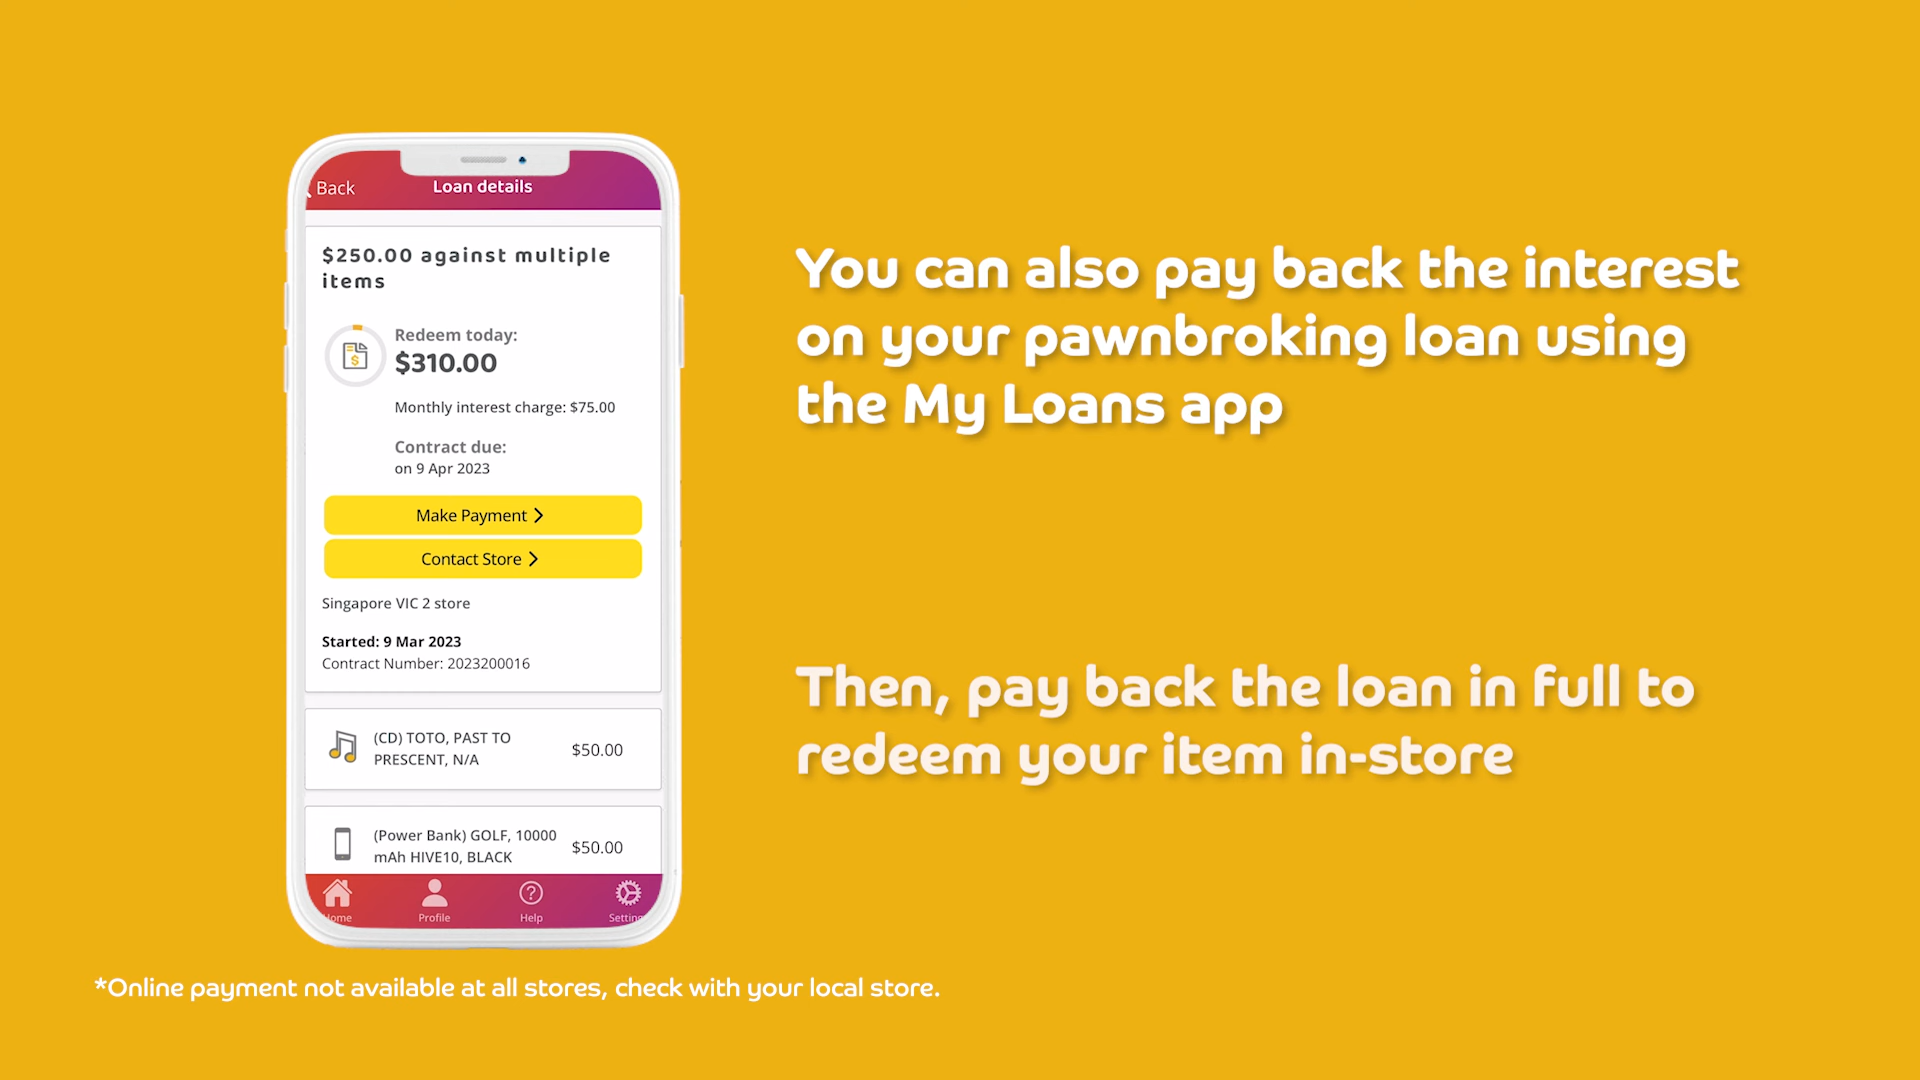 Back
Loan details
$250.00 against multiple
items
Redeem today:
$310.00
Monthly interest charge: $75.00
Contract due:
on 9 Apr 2023
Make Payment
Contact Store
Singapore VIC 2 store
Started: 9 Mar 2023
Contract Number: 2023200016
(CD) TOTO, PAST TO
PRESCENT, N/A
$50.00
(Power Bank) GOLF, 10000
mAh HIVE10, BLACK
$50.00
ome
Profile
Help
Settin
You can also pay back the interest
on your pawnbroking loan using
the My Loans app
Then, pay back the loan in full to
redeem your item in-store
*Online payment not available at all stores, check with your local store.